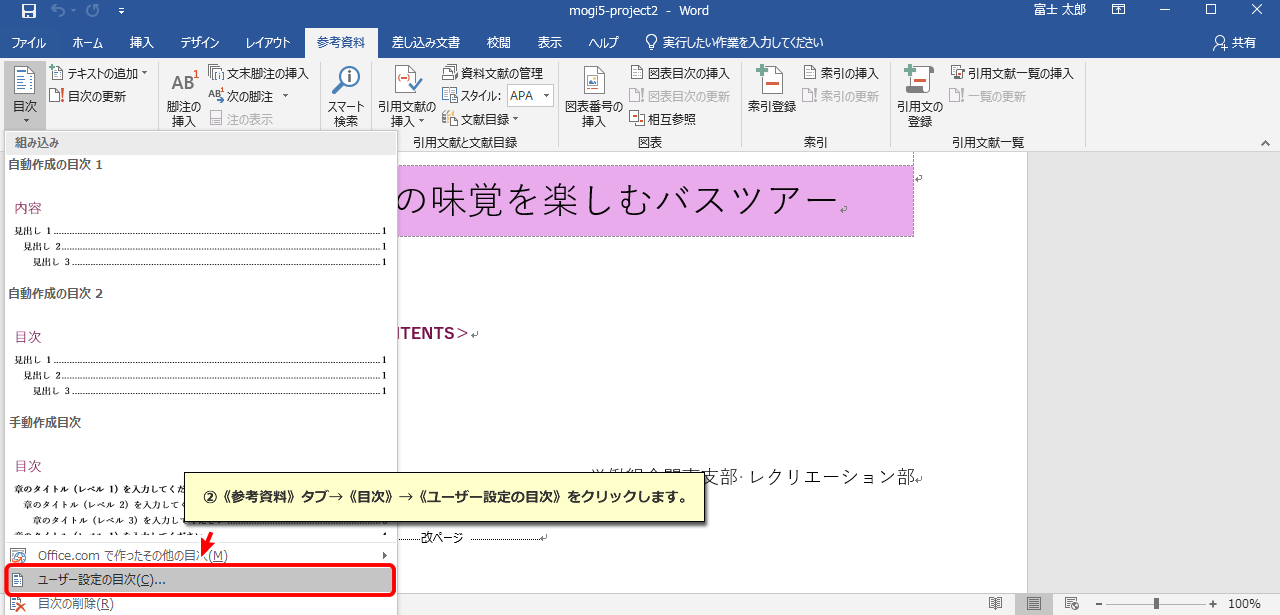 mogi5-project2 - Word
富士 太郎
ファイル ホーム 挿入 デザイン レイアウト 参考資料 差し込み文書 校閲 表示 ヘルプ 実行したい作業を入力してください 共有
目次
テキストの追加
目次の更新
AB1
脚注の
挿入
文末脚注の挿入
次の脚注
注の表示
スマート
検索
引用文献の
挿入
資料文献の管理
スタイル: APA
文献目録
引用文献と文献目録
図表番号の
挿入
図表目次の挿入
図表目次の更新
相互参照
図表
索引登録
索引の挿入
索引の更新
索引
引用文の
登録
引用文献一覧の挿入
一覧の更新
引用文献一覧
組み込み
自動作成の目次 1
内容
見出し 1 1
見出し 2 1
見出し 3 1
自動作成の目次 2
目次
見出し 1 1
見出し 2 1
見出し 3 1
手動作成目次
目次
章のタイトル (レベル 1) を入力してくだ
章のタイトル (レベル 2) を入力し
章のタイトル (レベル 3) を入力
Office.com で作ったその他の目次(M)
ユーザー設定の目次(C)...
目次の削除(R)
の味覚を楽しむバスツアー
NTENTS>
支部 レクリエーション部
②《参考資料》タブ→《目次》→《ユーザー設定の目次》をクリックします。
改ページ
- + 100%